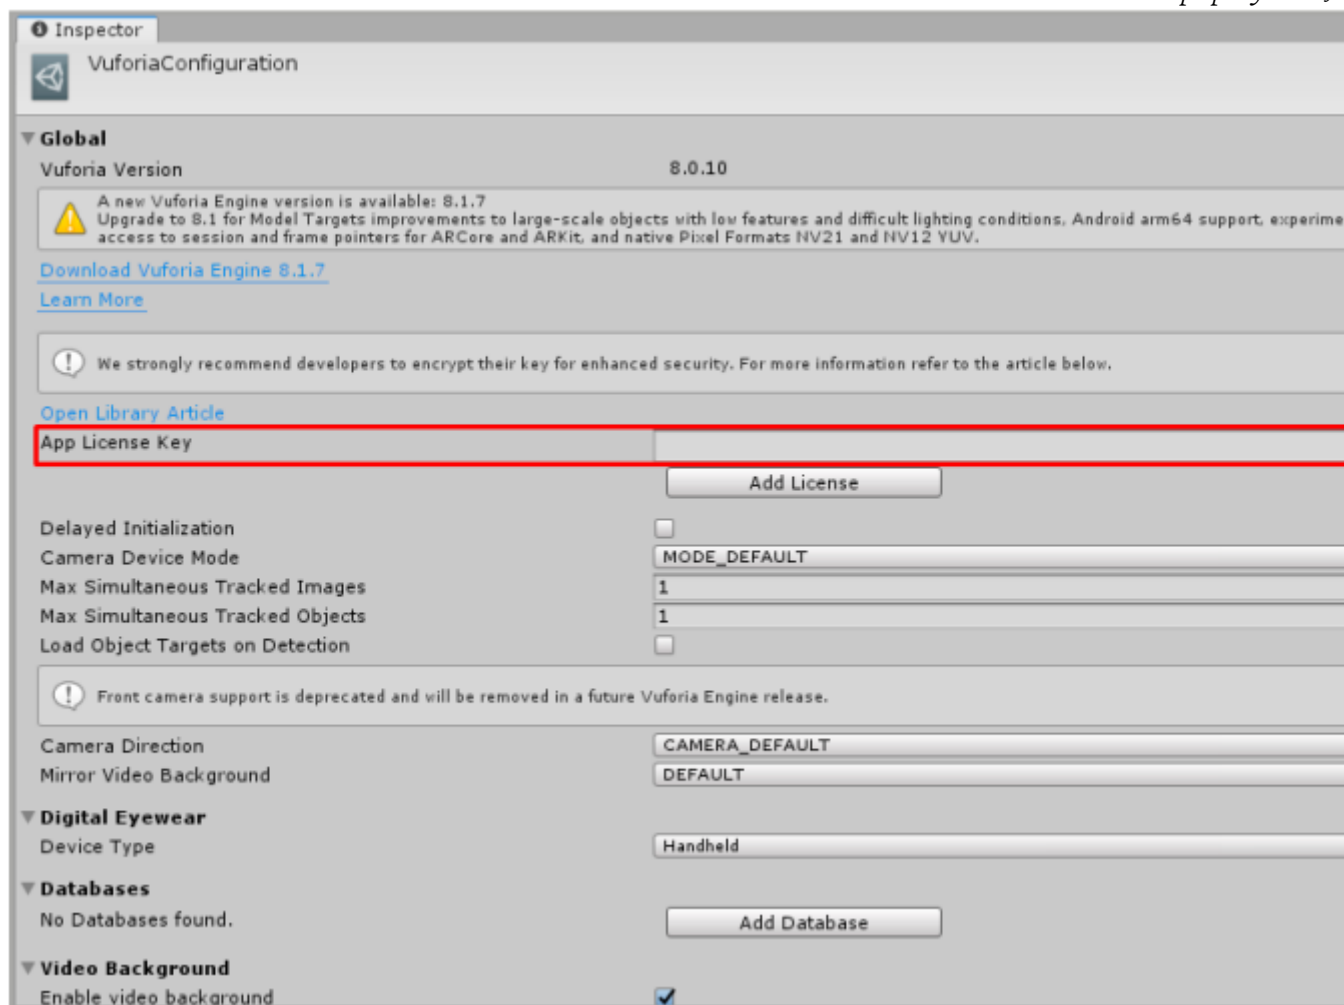 Inspector
VuforiaConfiguration
Global
Vuforia Version 8.0.10
A new Vuforia Engine version is available: 8.1.7
Upgrade to 8.1 for Model Targets improvements to large-scale objects with low features and difficult lighting conditions, Android arm64 support, experime
access to session and frame pointers for ARCore and ARKit, and native Pixel Formats NV21 and NV12 YUV.
Download Vuforia Engine 8.1.7
Learn More
We strongly recommend developers to encrypt their key for enhanced security. For more information refer to the article below.
Open Library Article
App License Key
Add License
Delayed Initialization
Camera Device Mode MODE_DEFAULT
Max Simultaneous Tracked Images 1
Max Simultaneous Tracked Objects 1
Load Object Targets on Detection
Front camera support is deprecated and will be removed in a future Vuforia Engine release.
Camera Direction CAMERA_DEFAULT
Mirror Video Background DEFAULT
Digital Eyewear
Device Type Handheld
Databases
No Databases found. Add Database
Video Background
Enable video background